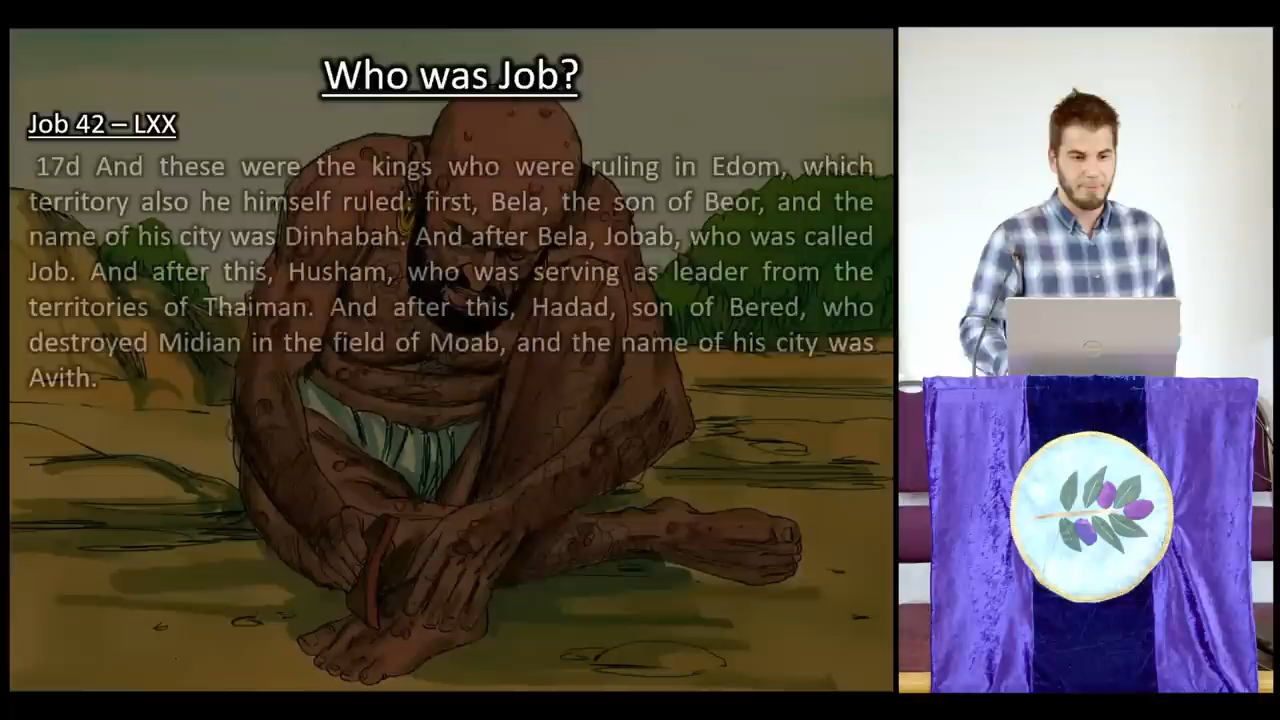 Who was Job?
Job 42 – LXX
17d And these were the kings who were ruling in Edom, which
territory also he himself ruled: first, Bela, the son of Beor, and the
name of his city was Dinhabah. And after Bela, Jobab, who was called
Job. And after this, Husham, who was serving as leader from the
territories of Thaiman. And after this, Hadad, son of Bered, who
destroyed Midian in the field of Moab, and the name of his city was
Avith.